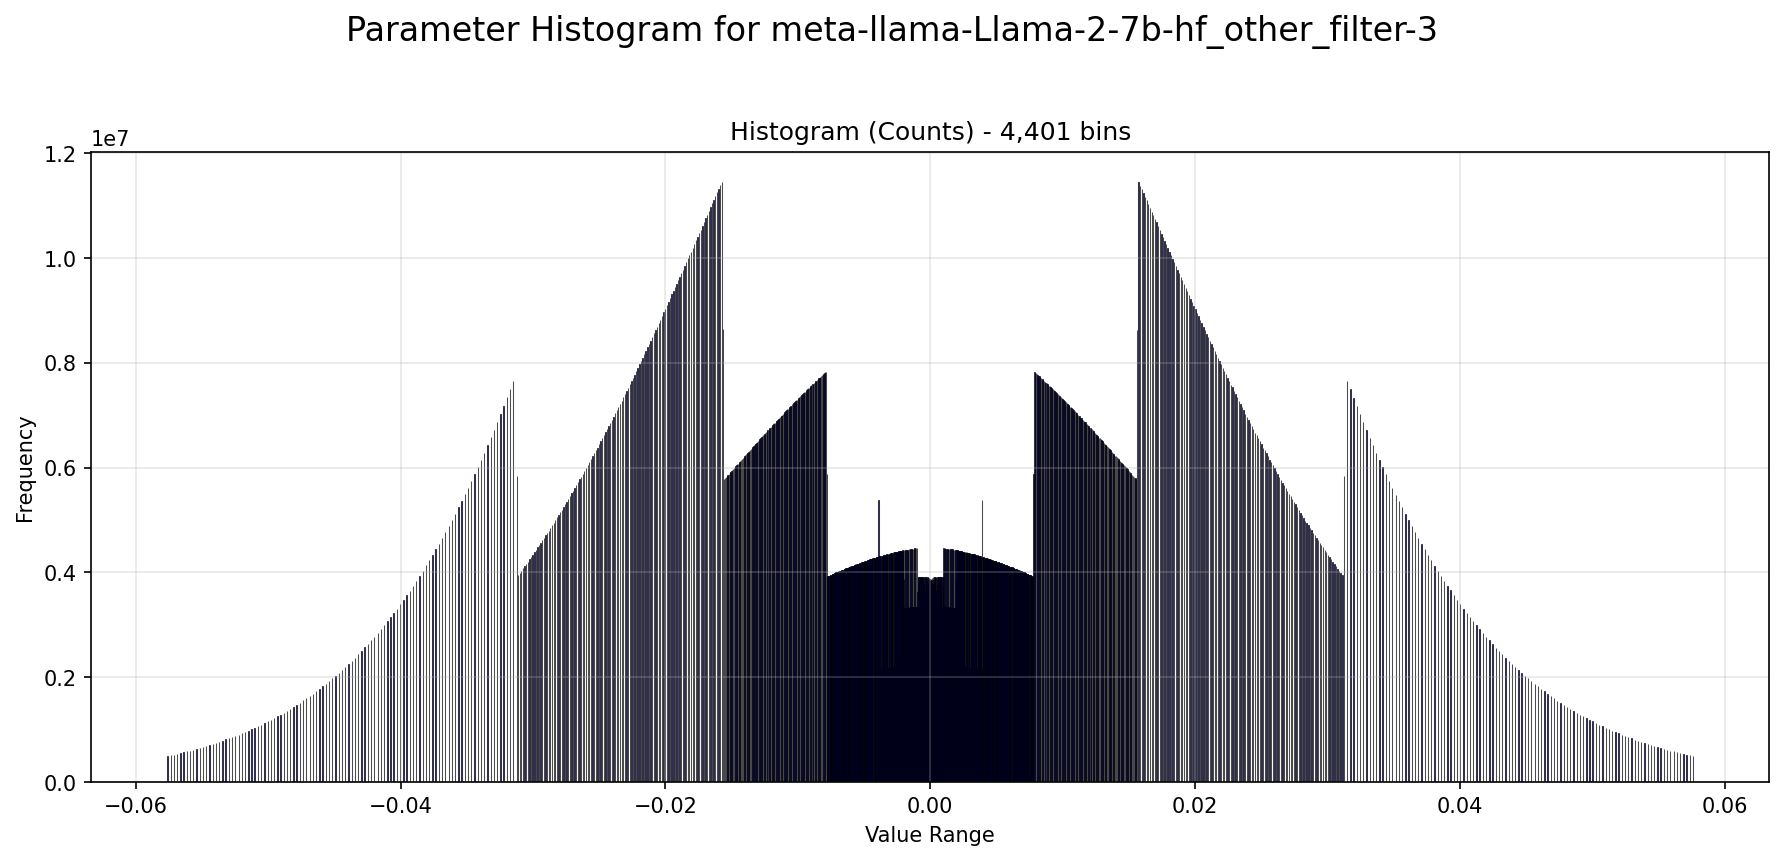 Parameter Histogram for meta-llama-Llama-2-7b-hf_other_filter-3
Histogram (Counts) - 4,401 bins
1e7
1.2
1.0
0.8
0.6
0.4
0.2
0.0
Frequency
−0.06 −0.04 −0.02 0.00 0.02 0.04 0.06
Value Range